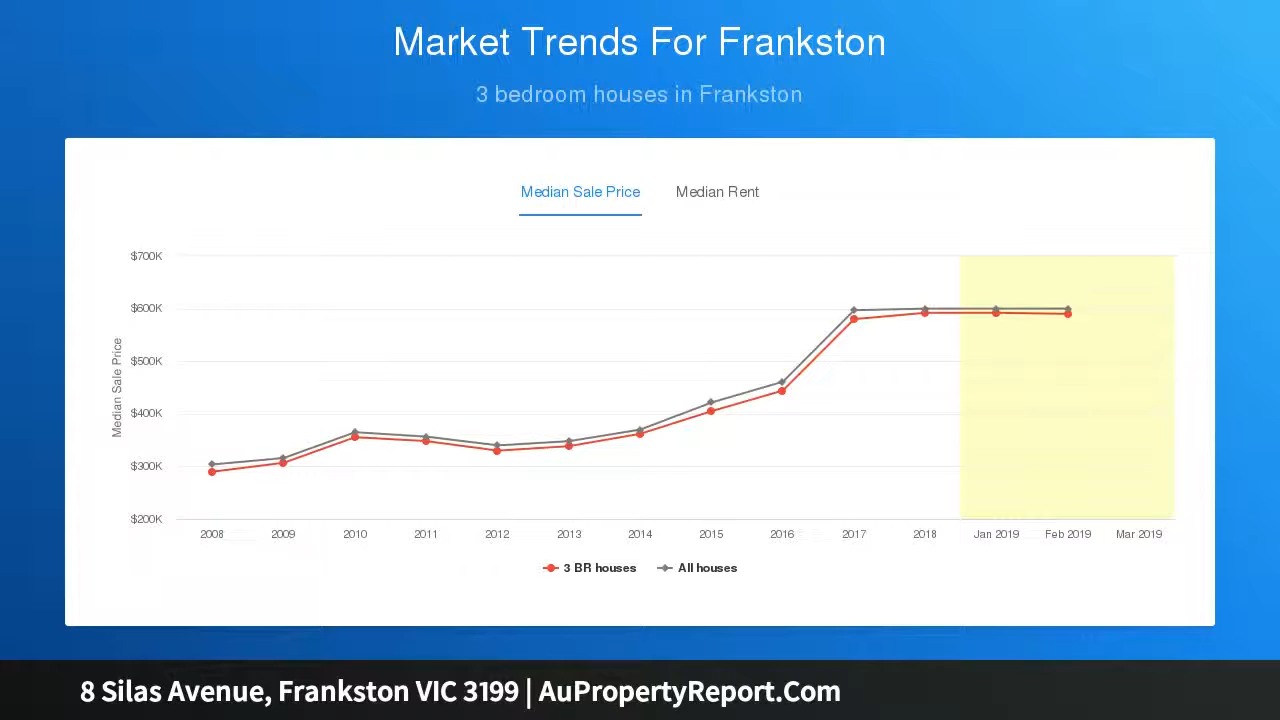 Market Trends For Frankston
3 bedroom houses in Frankston
Median Sale Price Median Rent
$700K
$600K
$500K
$400K
$300K
$200K
Median Sale Price
2008 2009 2010 2011 2012 2013 2014 2015 2016 2017 2018 Jan 2019 Feb 2019 Mar 2019
3 BR houses All houses
8 Silas Avenue, Frankston VIC 3199 | AuPropertyReport.Com